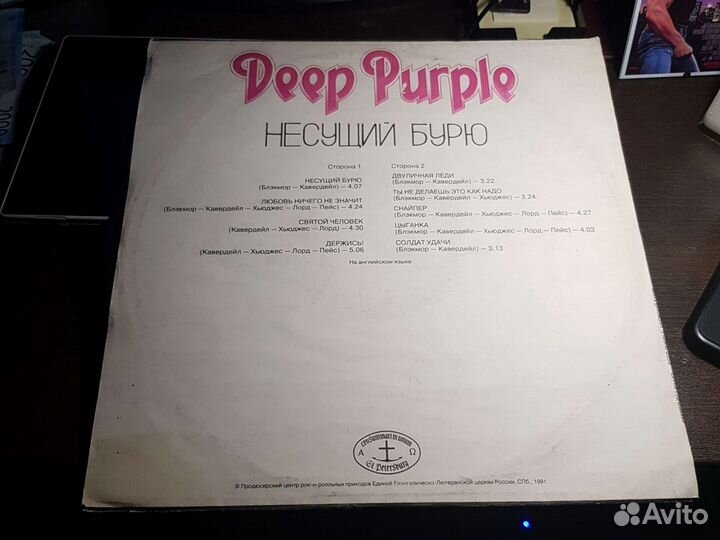 Deep Purple
НЕСУЩИЙ БУРЮ
Сторона 1
НЕСУЩИЙ БУРЮ
(Блэкмор — Кавердейл) — 4.07
ЛЮБОВЬ НИЧЕГО НЕ ЗНАЧИТ
(Блэкмор — Кавердейл — Хьюджес — Лорд — Пейс) — 4.24
СВЯТОЙ ЧЕЛОВЕК
(Кавердейл — Хьюджес — Лорд) — 4.30
ДЕРЖИСЬ!
(Кавердейл — Хьюджес — Лорд — Пейс) — 5.06
Сторона 2
ДВУЛИЧНАЯ ЛЕДИ
(Блэкмор — Кавердейл) — 3.22
ТЫ НЕ ДЕЛАЕШЬ ЭТО КАК НАДО
(Блэкмор — Кавердейл — Хьюджес) — 3.24
СНАЙПЕР
(Блэкмор — Кавердейл — Хьюджес — Лорд — Пейс) — 4.27
ЦЫГАНКА
(Блэкмор — Кавердейл — Хьюджес — Лорд — Пейс) — 4.03
СОЛДАТ УДАЧИ
(Блэкмор — Кавердейл) — 3.13
На английском языке
Α Ω
St. Petersburg
© Продюсерский центр рок-н-ролльных приходов Единой Евангелическо-Лютеранской церкви России. СПб., 1991
Avito